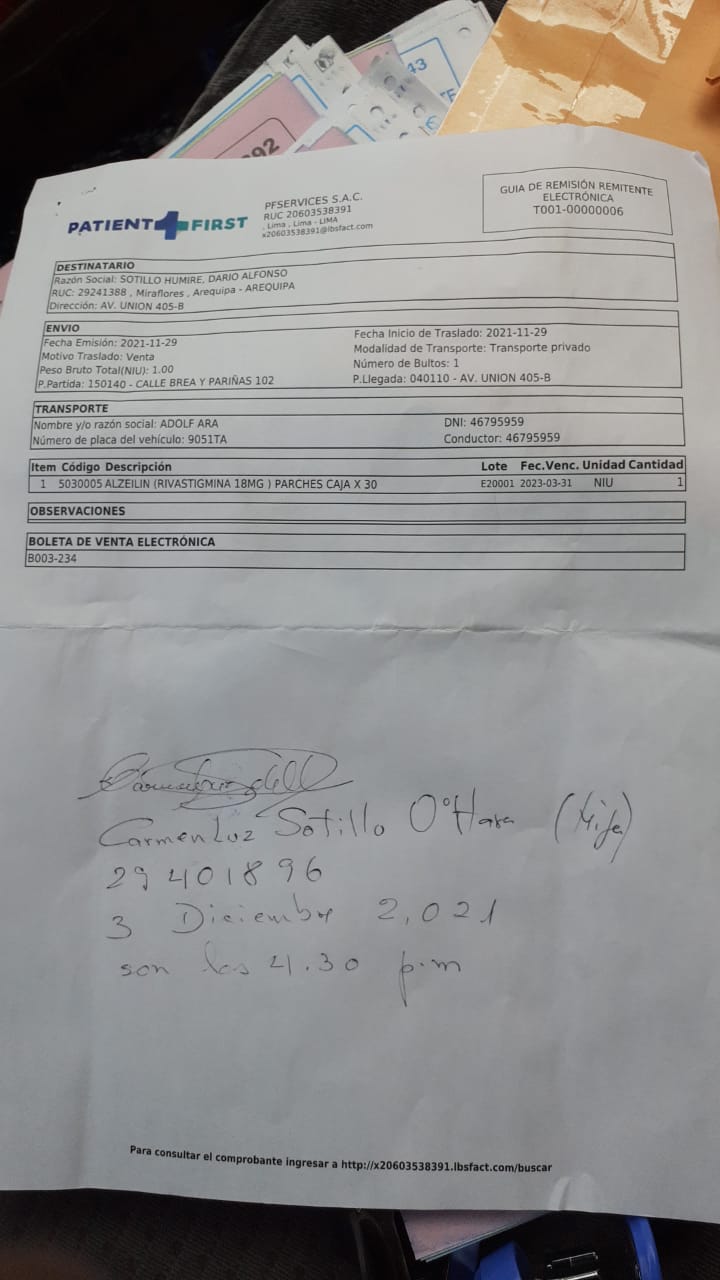 PATIENT FIRST
PFSERVICES S.A.C.
RUC 20603538391
. Lima , Lima - LIMA
x20603538391@lbsfact.com
GUIA DE REMISIÓN REMITENTE
ELECTRÓNICA
T001-00000006
DESTINATARIO
Razón Social: SOTILLO HUMIRE, DARIO ALFONSO
RUC: 29241388 , Miraflores , Arequipa - AREQUIPA
Dirección: AV. UNION 405-B
ENVIO
Fecha Emisión: 2021-11-29
Motivo Traslado: Venta
Peso Bruto Total(NIU): 1.00
P.Partida: 150140 - CALLE BREA Y PARIÑAS 102
Fecha Inicio de Traslado: 2021-11-29
Modalidad de Transporte: Transporte privado
Número de Bultos: 1
P.Llegada: 040110 - AV. UNION 405-B
TRANSPORTE
Nombre y/o razón social: ADOLF ARA
Número de placa del vehículo: 9051TA
DNI: 46795959
Conductor: 46795959
Item Código Descripción Lote Fec.Venc. Unidad Cantidad
1 5030005 ALZEILIN (RIVASTIGMINA 18MG ) PARCHES CAJA X 30 E20001 2023-03-31 NIU 1
OBSERVACIONES
BOLETA DE VENTA ELECTRÓNICA
B003-234
Carmen Luz Sotillo O'Hara (Hija)
29401896
3 Diciembre 2,021
son las 4.30 p.m
Para consultar el comprobante ingresar a http://x20603538391.lbsfact.com/buscar